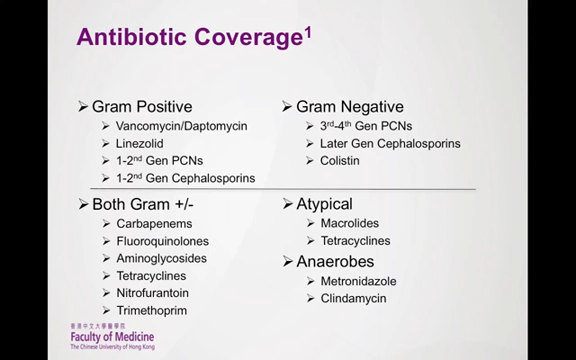 Antibiotic Coverage1
Gram Positive
Vancomycin/Daptomycin
Linezolid
1-2nd Gen PCNs
1-2nd Gen Cephalosporins
Gram Negative
3rd-4th Gen PCNs
Later Gen Cephalosporins
Colistin
Both Gram +/-
Carbapenems
Fluoroquinolones
Aminoglycosides
Tetracyclines
Nitrofurantoin
Trimethoprim
Atypical
Macrolides
Tetracyclines
Anaerobes
Metronidazole
Clindamycin
香港中文大學醫學院
Faculty of Medicine
The Chinese University of Hong Kong